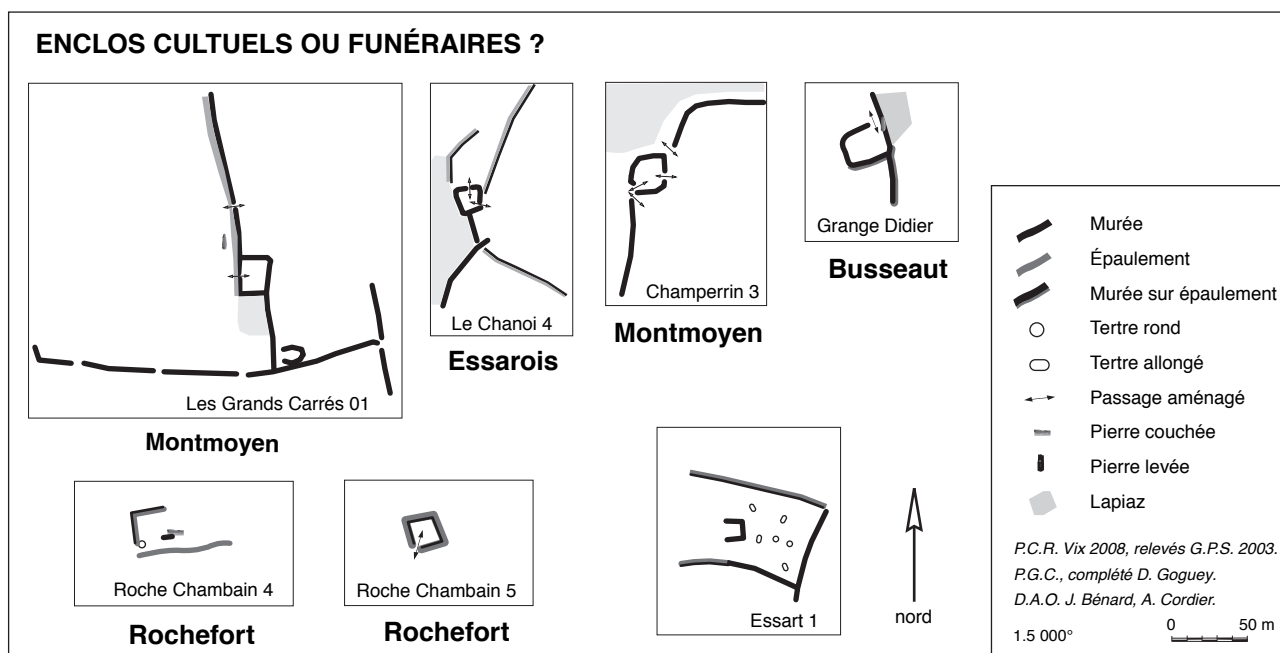 ENCLOS CULTUELS OU FUNÉRAIRES ?
Les Grands Carrés 01
Montmoyen
Le Chanoi 4
Essarois
Champerrin 3
Montmoyen
Grange Didier
Busseaut
Roche Chambain 4
Rochefort
Roche Chambain 5
Rochefort
Essart 1
nord
Murée
Épaulement
Murée sur épaulement
Tertre rond
Tertre allongé
Passage aménagé
Pierre couchée
Pierre levée
Lapiaz
P.C.R. Vix 2008, relevés G.P.S. 2003.
P.G.C., complété D. Goguey.
D.A.O. J. Bénard, A. Cordier.
1.5 000°
0 50 m